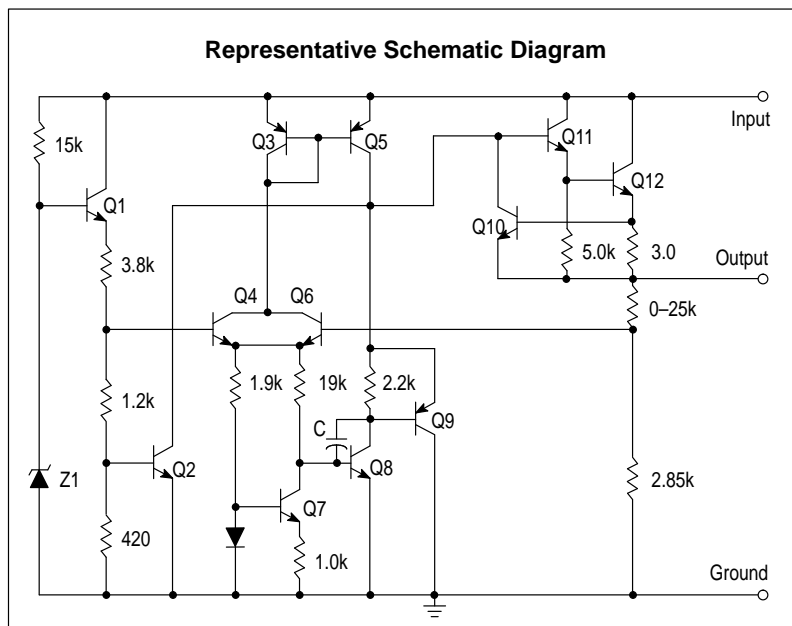 Representative Schematic Diagram
Input
Q3
Q5
Q11
15k
Q12
Q1
Q10
3.8k
5.0k
3.0
Output
Q4
Q6
0–25k
1.9k
19k
2.2k
1.2k
C
Q9
Z1
Q2
Q8
2.85k
Q7
420
1.0k
Ground